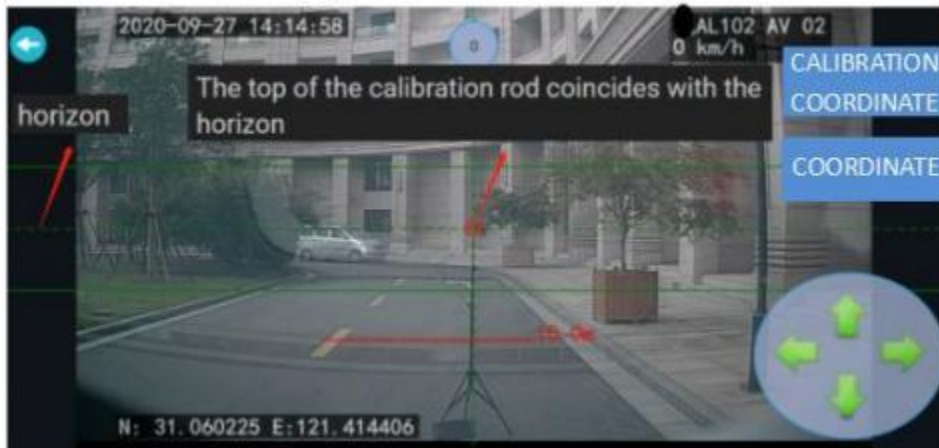 2020-09-27 14:14:58
0
AL102 AV 02
0 km/h
CALIBRATION
COORDINATE
The top of the calibration rod coincides with the
horizon
horizon
COORDINATE
N: 31.060225 E:121.414406